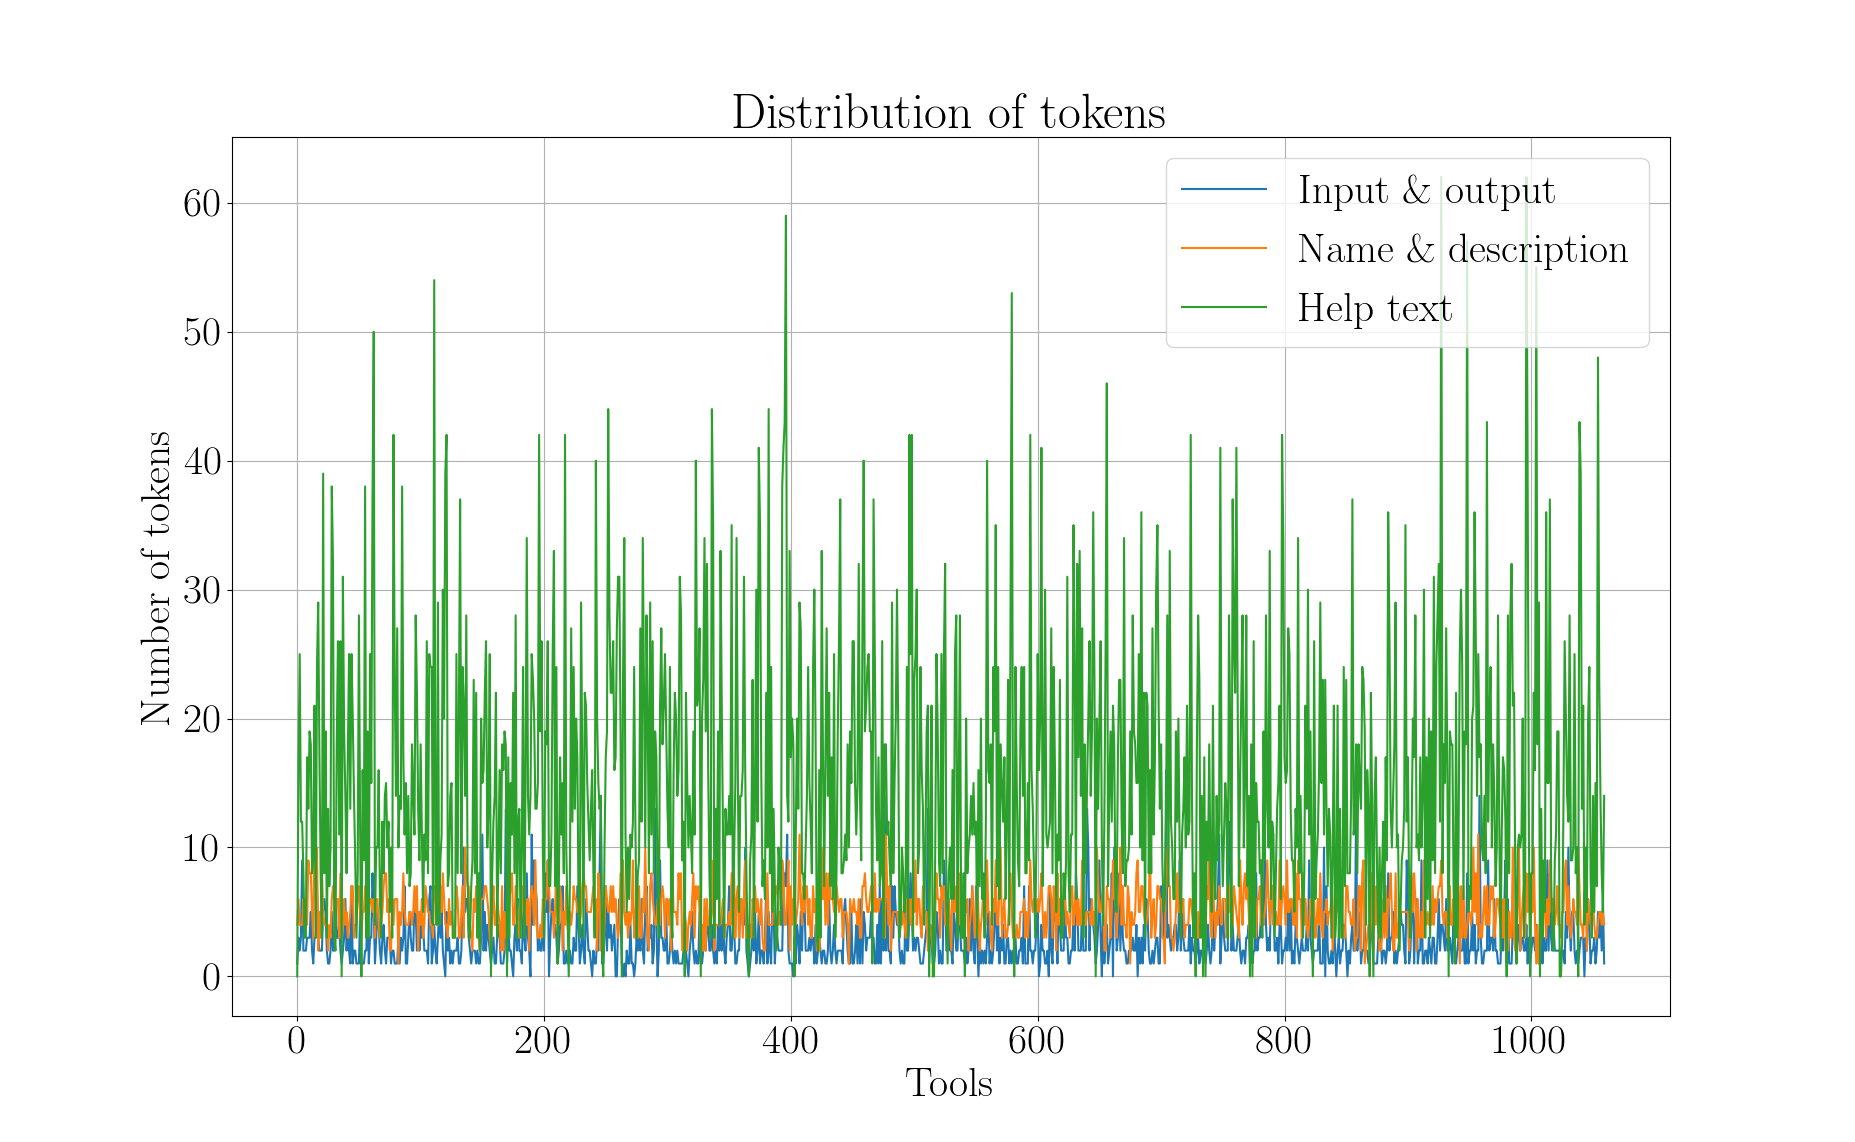 Distribution of tokens
Input & output
Name & description
Help text
Number of tokens
60
50
40
30
20
10
0
0 200 400 600 800 1000
Tools